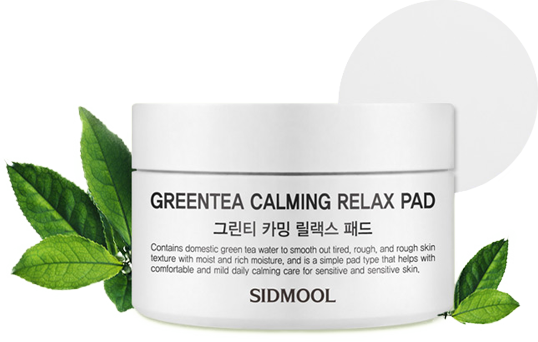 GREENTEA CALMING RELAX PAD
그린티 카밍 릴랙스 패드
Contains domestic green tea water to smooth out tired, rough, and rough skin
texture with moist and rich moisture, and is a simple pad type that helps with
comfortable and mild daily calming care for sensitive and sensitive skin.
SIDMOOL